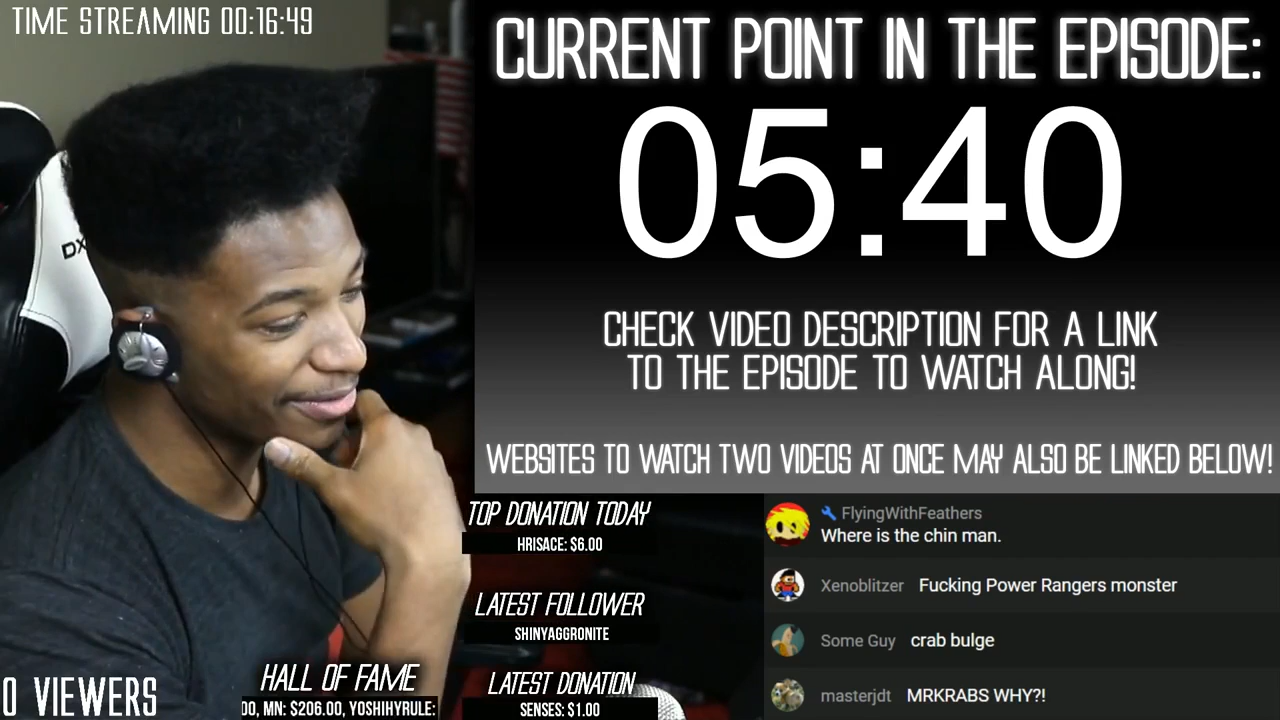 TIME STREAMING 00:16:49
CURRENT POINT IN THE EPISODE:
05:40
CHECK VIDEO DESCRIPTION FOR A LINK
TO THE EPISODE TO WATCH ALONG!
WEBSITES TO WATCH TWO VIDEOS AT ONCE MAY ALSO BE LINKED BELOW!
DX
TOP DONATION TODAY
HRISACE: $6.00
LATEST FOLLOWER
SHINYAGGRONITE
LATEST DONATION
SENSES: $1.00
HALL OF FAME
00, MN: $206.00, YOSHIHYRULE:
0 VIEWERS
FlyingWithFeathers
Where is the chin man.
Xenoblitzer Fucking Power Rangers monster
Some Guy crab bulge
masterjdt MRKRABS WHY?!